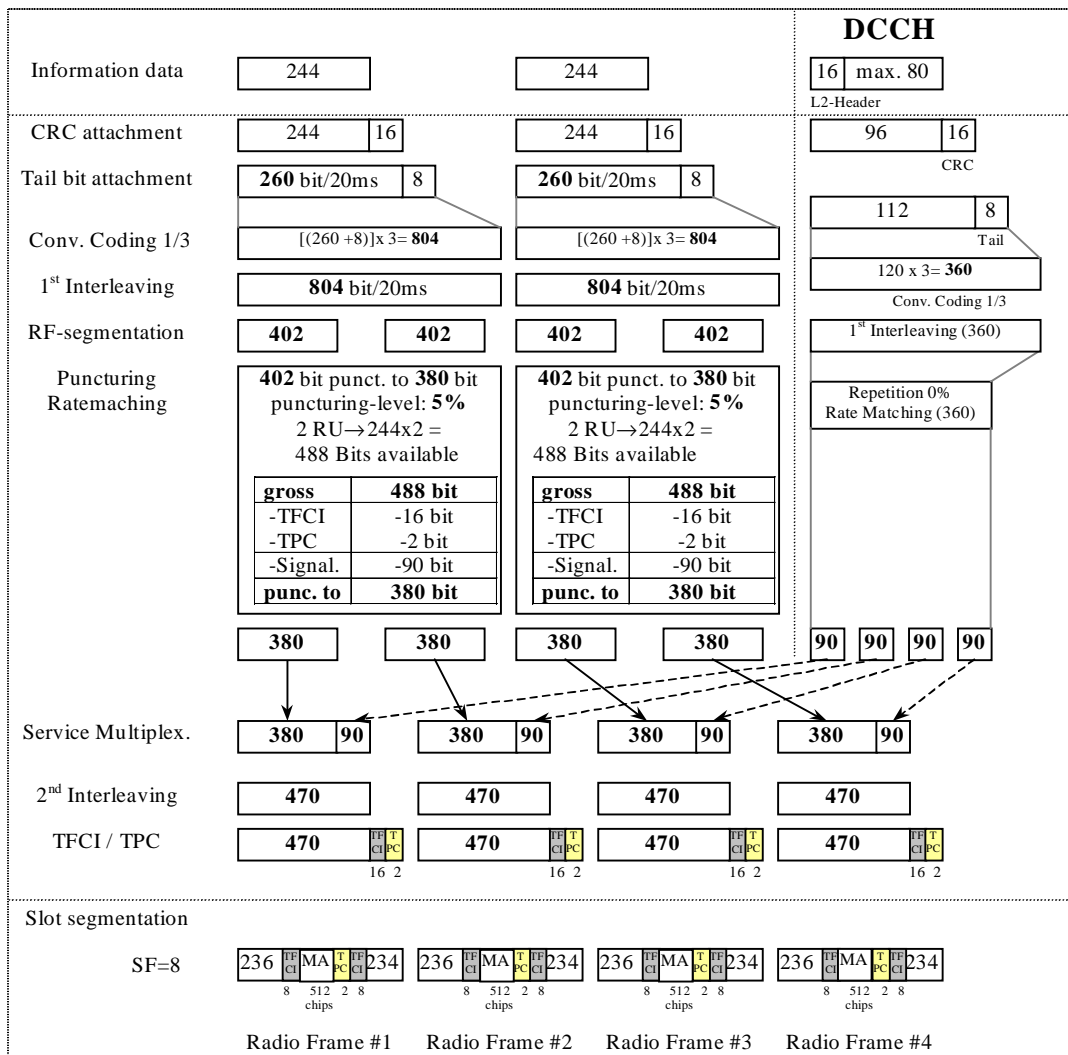 DCCH
Information data 244 244 16 max. 80
L2-Header
CRC attachment 244 16 244 16 96 16
CRC
Tail bit attachment 260 bit/20ms 8 260 bit/20ms 8
112 8
Tail
Conv. Coding 1/3 [(260 +8)]x 3= 804 [(260 +8)]x 3= 804
120 x 3= 360
Conv. Coding 1/3
1st Interleaving 804 bit/20ms 804 bit/20ms
RF-segmentation 402 402 402 402 1st Interleaving (360)
Puncturing
Ratemaching
402 bit punct. to 380 bit
puncturing-level: 5%
2 RU→244x2 =
488 Bits available
gross 488 bit
-TFCI -16 bit
-TPC -2 bit
-Signal. -90 bit
punc. to 380 bit
402 bit punct. to 380 bit
puncturing-level: 5%
2 RU→244x2 =
488 Bits available
gross 488 bit
-TFCI -16 bit
-TPC -2 bit
-Signal. -90 bit
punc. to 380 bit
Repetition 0%
Rate Matching (360)
380 380 380 380 90 90 90 90
Service Multiplex. 380 90 380 90 380 90 380 90
2nd Interleaving 470 470 470 470
TFCI / TPC 470 TF CI T PC 470 TF CI T PC 470 TF CI T PC 470 TF CI T PC
16 2 16 2 16 2 16 2
Slot segmentation
SF=8 236 TF CI MA T PC TF CI 234 236 TF CI MA T PC TF CI 234 236 TF CI MA T PC TF CI 234 236 TF CI MA T PC TF CI 234
8 512 2 8 8 512 2 8 8 512 2 8 8 512 2 8
chips chips chips chips
Radio Frame #1 Radio Frame #2 Radio Frame #3 Radio Frame #4